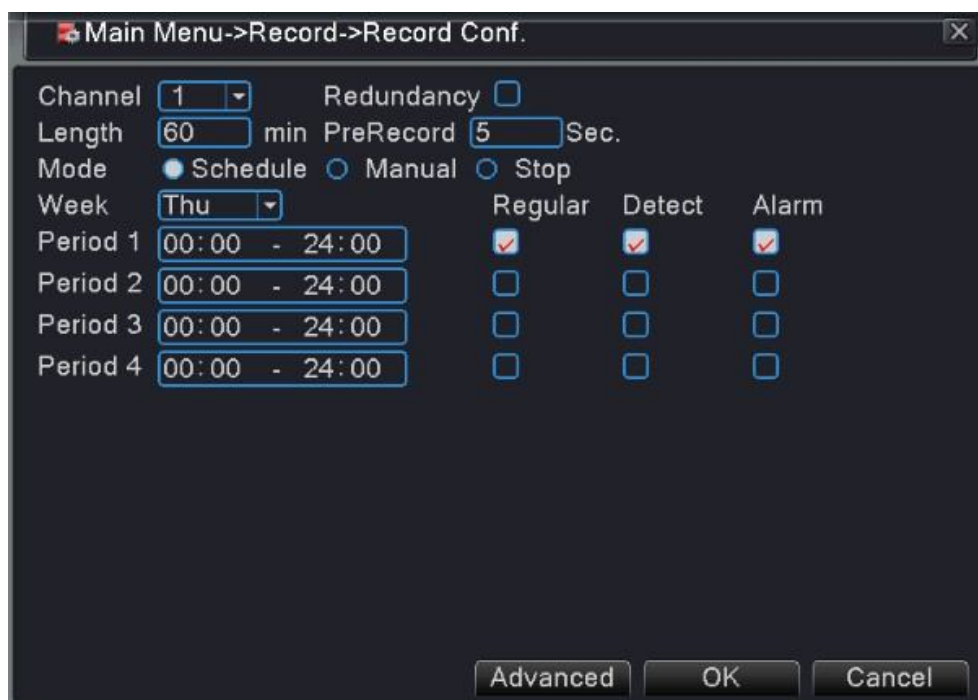 Main Menu->Record->Record Conf.
Channel 1 Redundancy
Length 60 min PreRecord 5 Sec.
Mode Schedule Manual Stop
Week Thu Regular Detect Alarm
Period 1 00:00 - 24:00
Period 2 00:00 - 24:00
Period 3 00:00 - 24:00
Period 4 00:00 - 24:00
Advanced OK Cancel